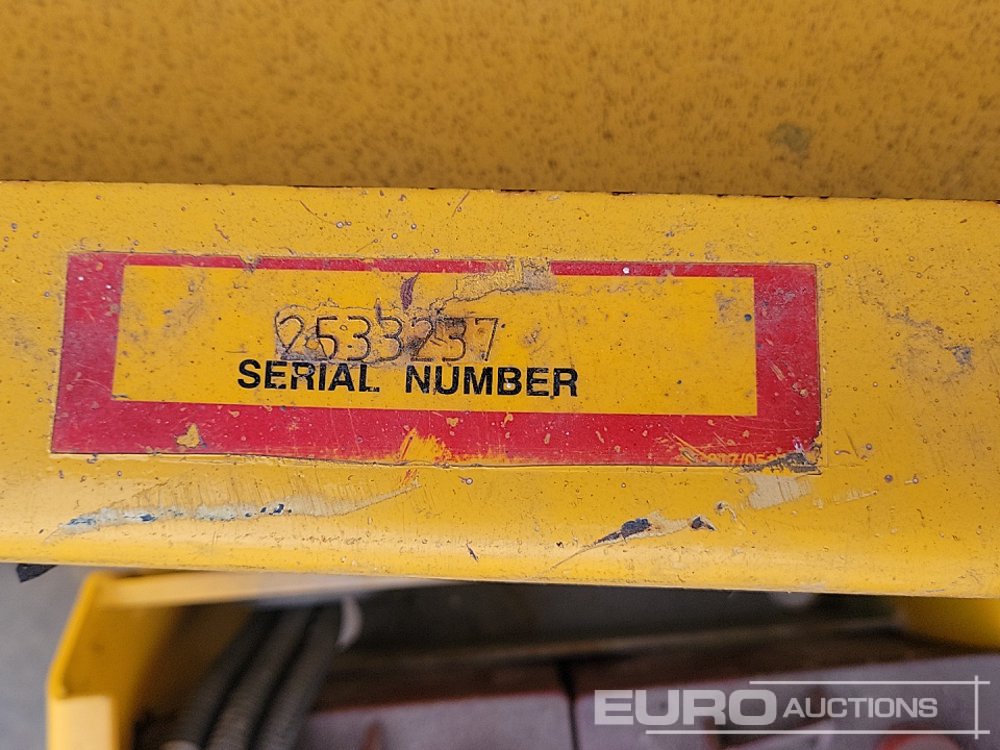 2533237
SERIAL NUMBER
EURO AUCTIONS